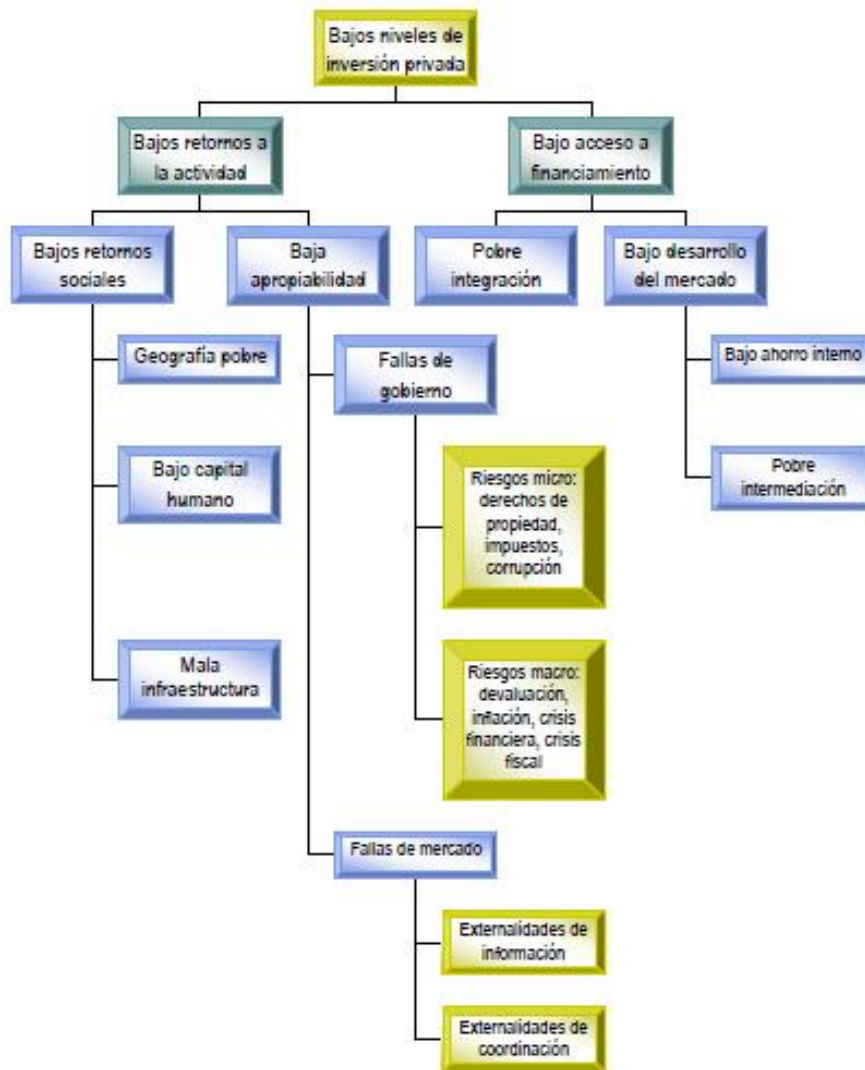 Bajos niveles de
inversión privada
Bajos retornos a
la actividad
Bajo acceso a
financiamiento
Bajos retornos
sociales
Baja
apropiabilidad
Pobre
integración
Bajo desarrollo
del mercado
Geografía pobre
Fallas de
gobierno
Bajo ahorro interno
Bajo capital
humano
Riesgos micro:
derechos de
propiedad,
impuestos,
corrupción
Pobre
intermediación
Mala
infraestructura
Riesgos macro:
devaluación,
inflación, crisis
financiera, crisis
fiscal
Fallas de mercado
Externalidades de
información
Externalidades de
coordinación